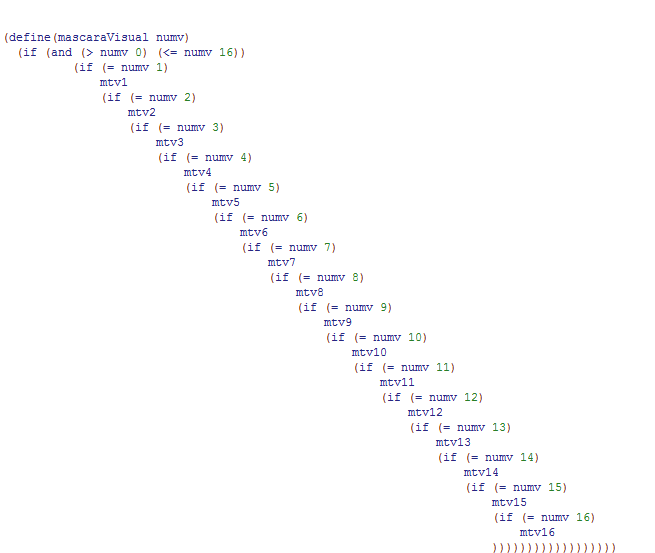 (define(mascaraVisual numv)
(if (and (> numv 0) (<= numv 16))
(if (= numv 1)
mtv1
(if (= numv 2)
mtv2
(if (= numv 3)
mtv3
(if (= numv 4)
mtv4
(if (= numv 5)
mtv5
(if (= numv 6)
mtv6
(if (= numv 7)
mtv7
(if (= numv 8)
mtv8
(if (= numv 9)
mtv9
(if (= numv 10)
mtv10
(if (= numv 11)
mtv11
(if (= numv 12)
mtv12
(if (= numv 13)
mtv13
(if (= numv 14)
mtv14
(if (= numv 15)
mtv15
(if (= numv 16)
mtv16
))))))))))))))))))